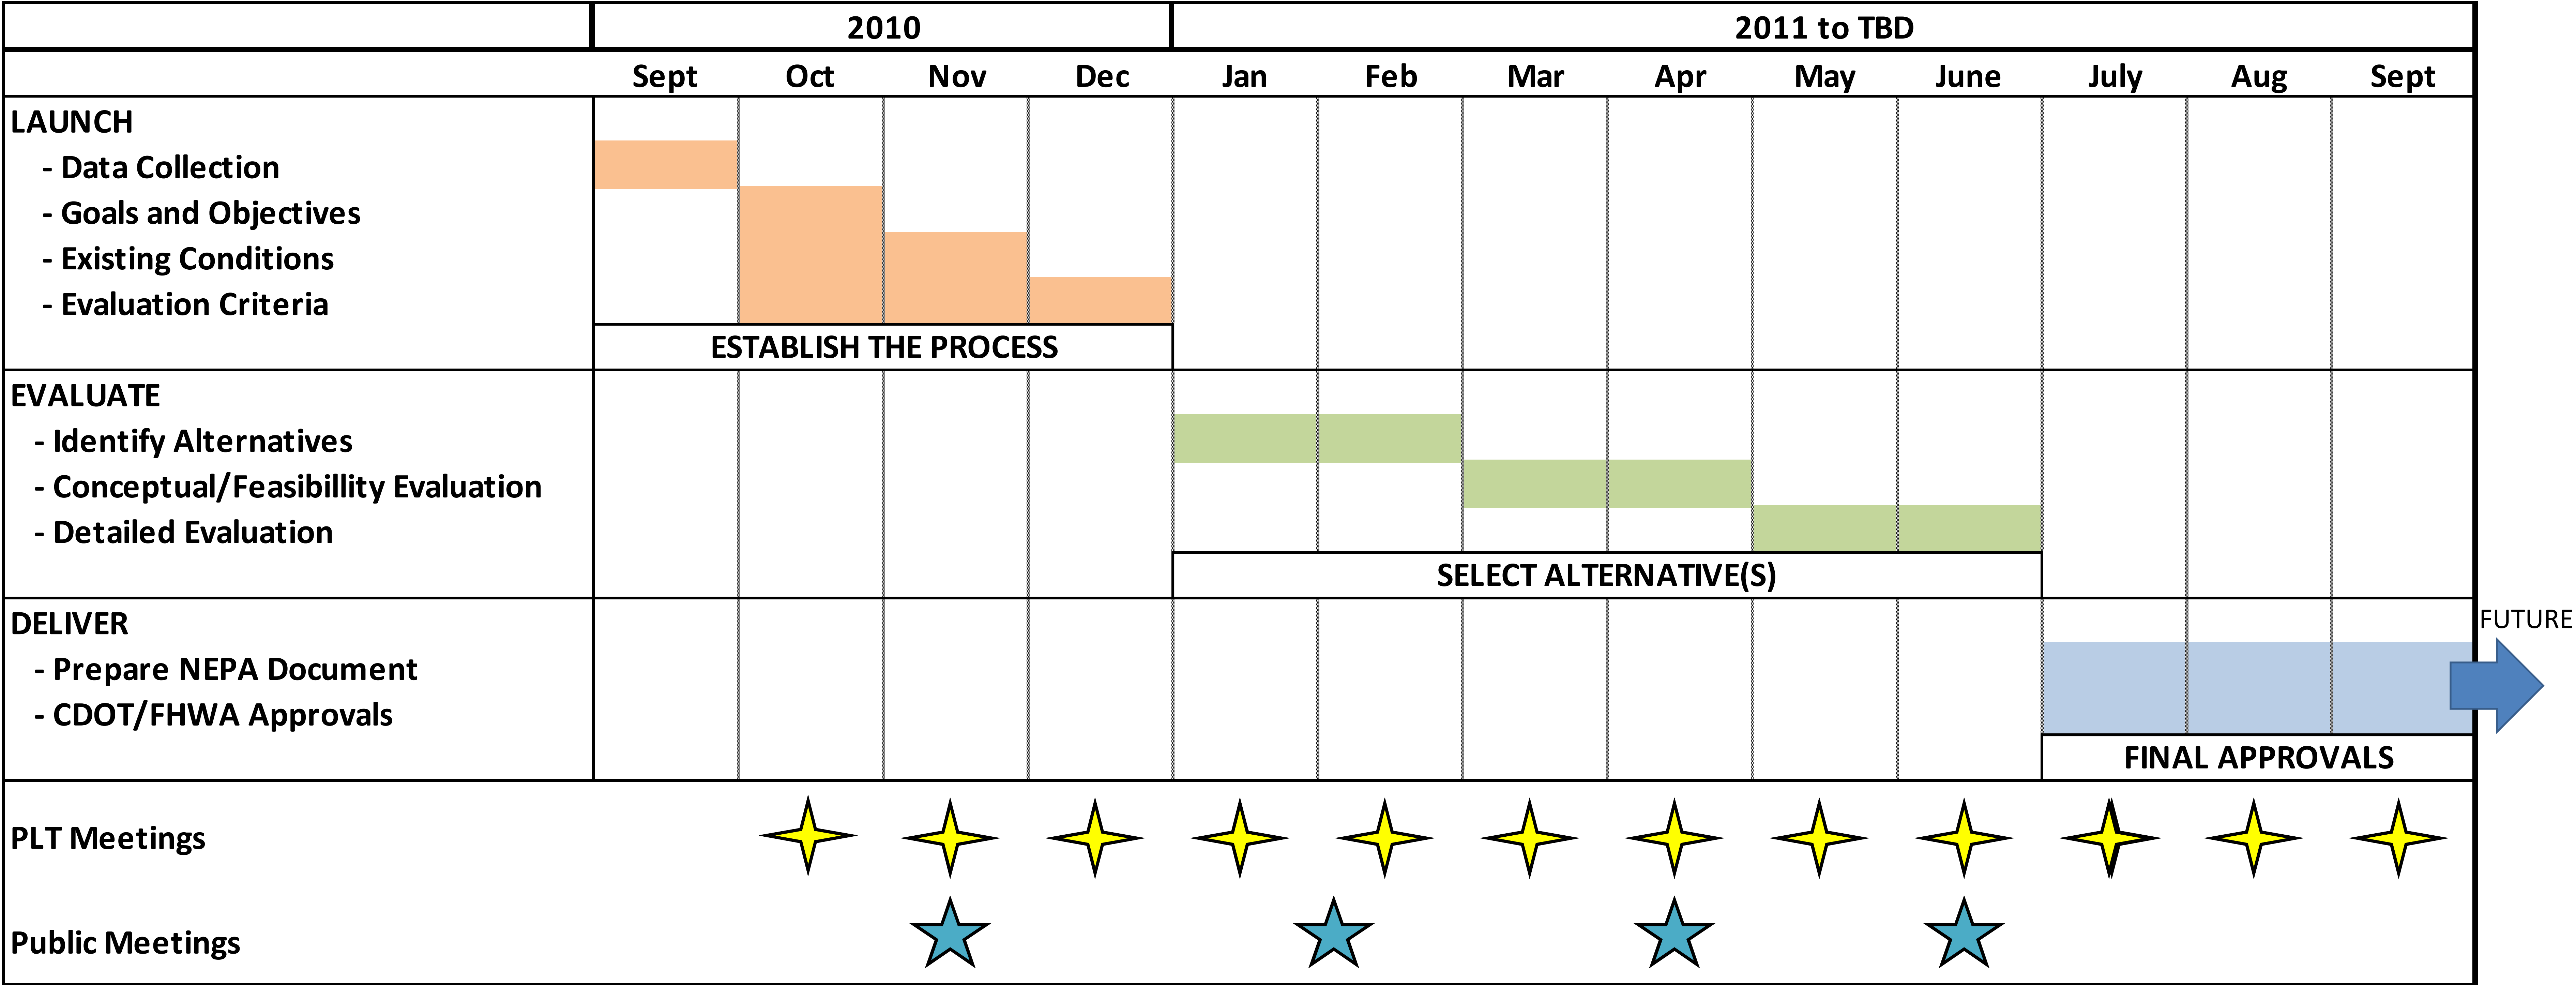 2010 2011 to TBD
Sept Oct Nov Dec Jan Feb Mar Apr May June July Aug Sept
LAUNCH
- Data Collection
- Goals and Objectives
- Existing Conditions
- Evaluation Criteria
ESTABLISH THE PROCESS
EVALUATE
- Identify Alternatives
- Conceptual/Feasibillity Evaluation
- Detailed Evaluation
SELECT ALTERNATIVE(S)
DELIVER
FUTURE
- Prepare NEPA Document
- CDOT/FHWA Approvals
FINAL APPROVALS
PLT Meetings
Public Meetings